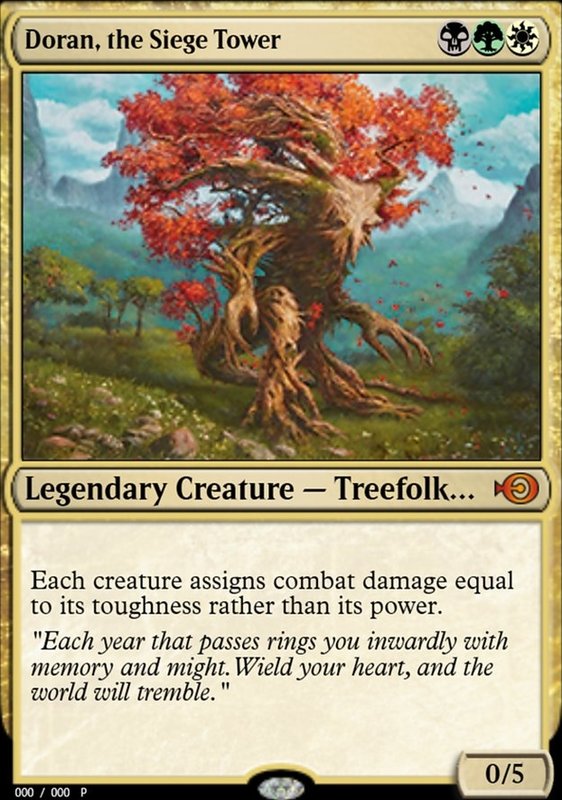 Doran, the Siege Tower
Legendary Creature — Treefolk...
Each creature assigns combat damage equal
to its toughness rather than its power.
"Each year that passes rings you inwardly with
memory and might. Wield your heart, and the
world will tremble."
0/5
000 / 000 P